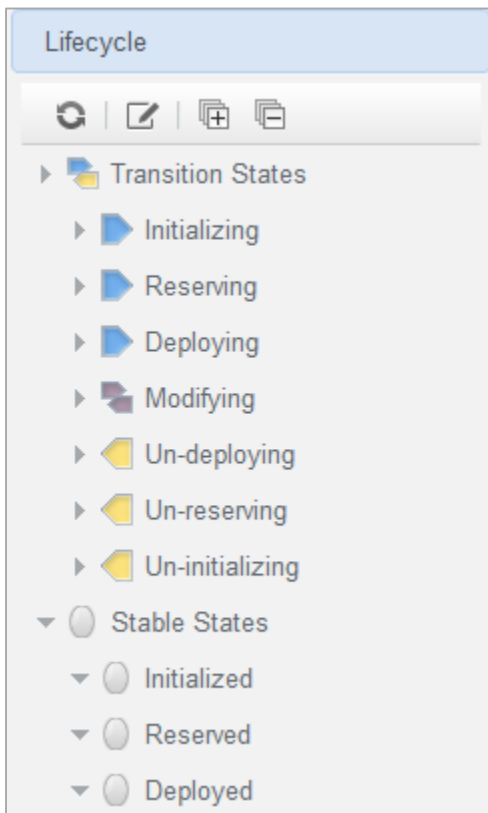 Lifecycle
Transition States
Initializing
Reserving
Deploying
Modifying
Un-deploying
Un-reserving
Un-initializing
Stable States
Initialized
Reserved
Deployed